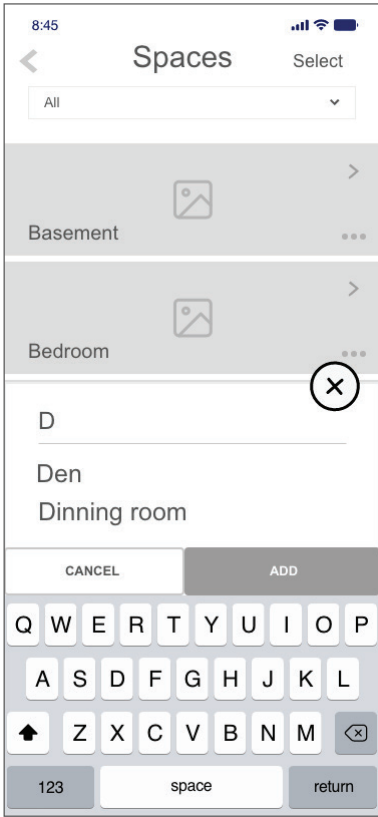 8:45
Spaces Select
All
Basement
Bedroom
D
Den
Dinning room
CANCEL ADD
Q W E R T Y U I O P
A S D F G H J K L
Z X C V B N M
123 space return